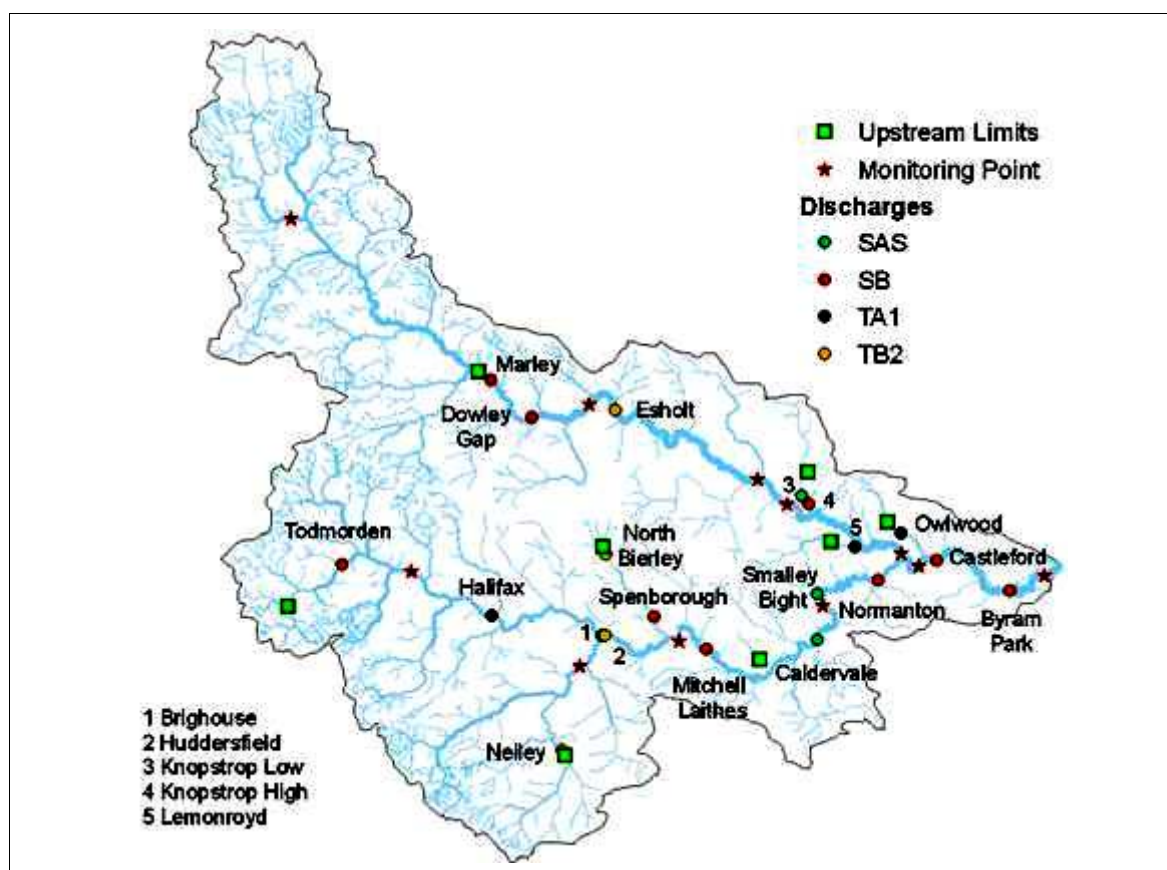 Upstream Limits
Monitoring Point
Discharges
SAS
SB
TA1
TB2
Marley
Dowley
Gap
Esholt
3
4
5
Owlwood
Todmorden
North
Bierley
Castleford
Halifax
Smalley
Bight
Spenborough
Normanton
Byram
Park
1
2
Caldervale
Mitchell
Laithes
Neiley
1 Brighouse
2 Huddersfield
3 Knopstrop Low
4 Knopstrop High
5 Lemonroyd